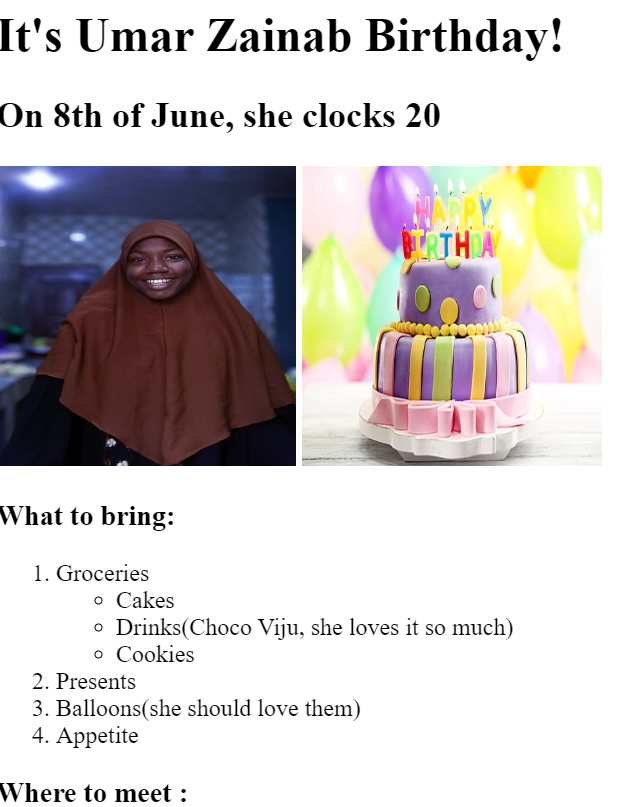 It's Umar Zainab Birthday!
On 8th of June, she clocks 20
HAPPY
BIRTHDAY
What to bring:
1. Groceries
○ Cakes
○ Drinks(Choco Viju, she loves it so much)
○ Cookies
2. Presents
3. Balloons(she should love them)
4. Appetite
Where to meet :